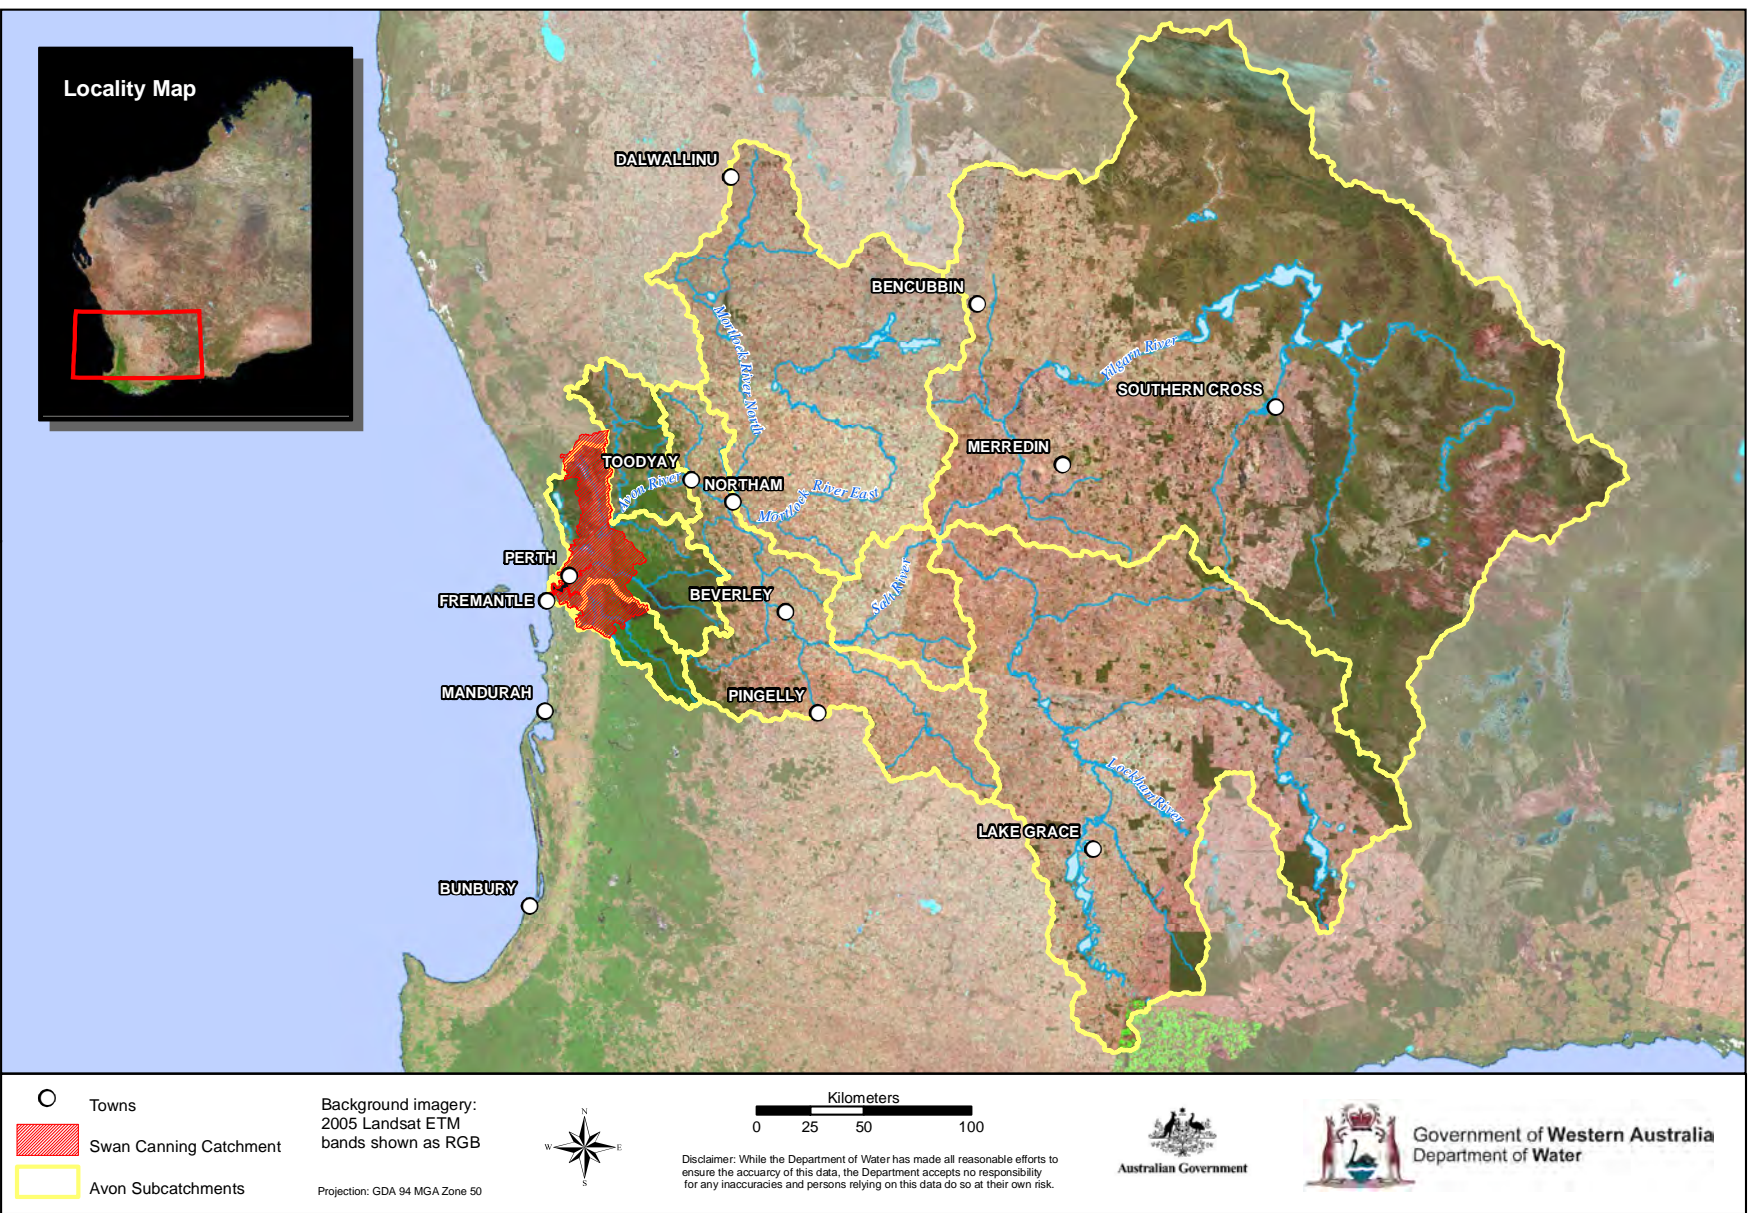 Locality Map
DALWALLINU
BENCUBBIN
Mortlock River North
Yilgarn River
SOUTHERN CROSS
MERREDIN
TOODYAY
Avon River
NORTHAM
Mortlock River East
PERTH
FREMANTLE
BEVERLEY
Salt River
MANDURAH
PINGELLY
Lockhart River
LAKE GRACE
BUNBURY
Towns
Swan Canning Catchment
Avon Subcatchments
Background imagery:
2005 Landsat ETM
bands shown as RGB
Projection: GDA 94 MGA Zone 50
N
W
E
S
Kilometers
0 25 50 100
Disclaimer: While the Department of Water has made all reasonable efforts to
ensure the accuarcy of this data, the Department accepts no responsibility
for any inaccuracies and persons relying on this data do so at their own risk.
Australian Government
Government of Western Australia
Department of Water